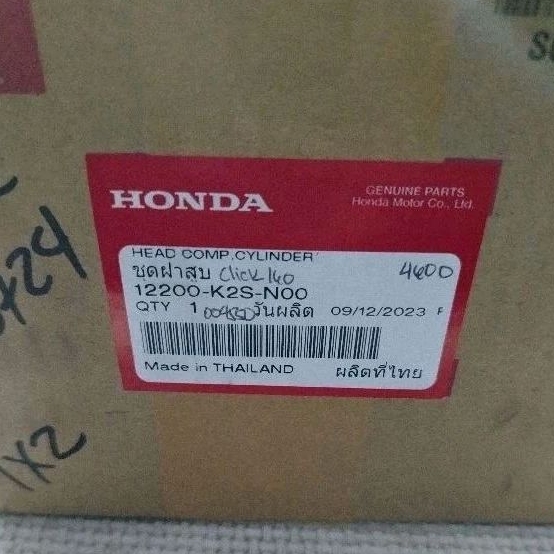 HONDA
GENUINE PARTS
Honda Motor Co., Ltd.
HEAD COMP.CYLINDER
ชุดฝาสูบ Click 160 4600
12200-K2S-N00
QTY 1 วันผลิต 09/12/2023
Made in THAILAND ผลิตที่ไทย
1X2